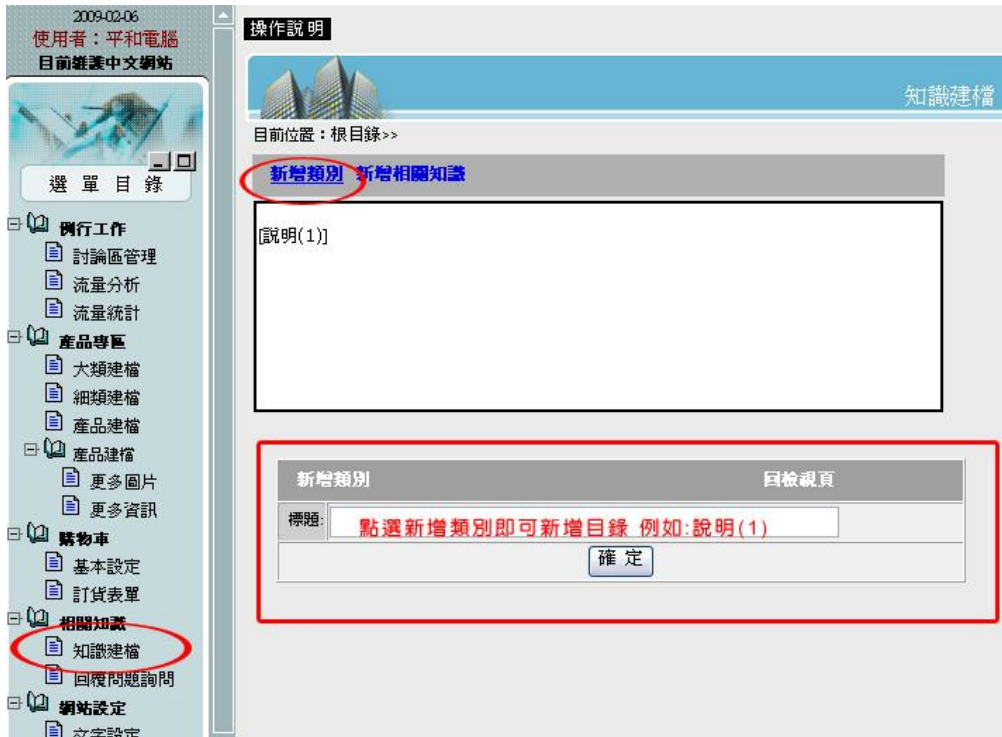 2009-02-06
使用者：平和電腦
目前維護中文網站
選單目錄
例行工作
討論區管理
流量分析
流量統計
產品專區
大類建檔
細類建檔
產品建檔
產品建檔
更多圖片
更多資訊
購物車
基本設定
訂貨表單
相關知識
知識建檔
回覆問題詢問
網站設定
文字設定
操作說明
知識建檔
目前位置：根目錄>>
新增類別 新增相關知識
[說明(1)]
新增類別 回檢視頁
標題: 點選新增類別即可新增目錄 例如:說明(1)
確 定